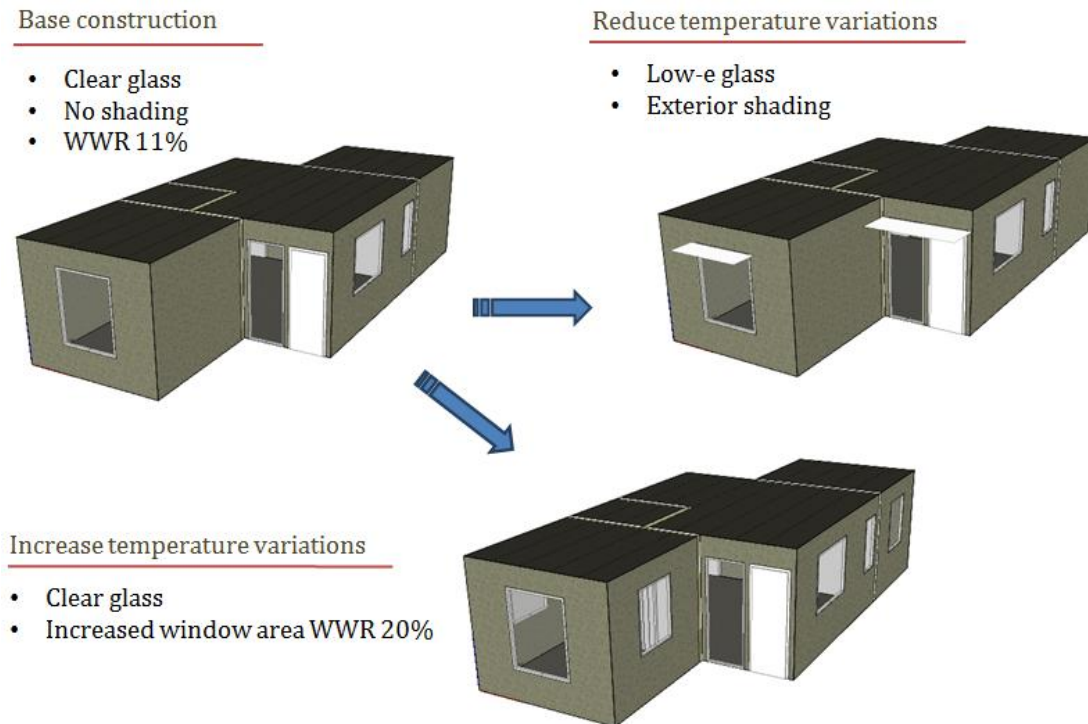 Base construction
• Clear glass
• No shading
• WWR 11%
Reduce temperature variations
• Low-e glass
• Exterior shading
Increase temperature variations
• Clear glass
• Increased window area WWR 20%